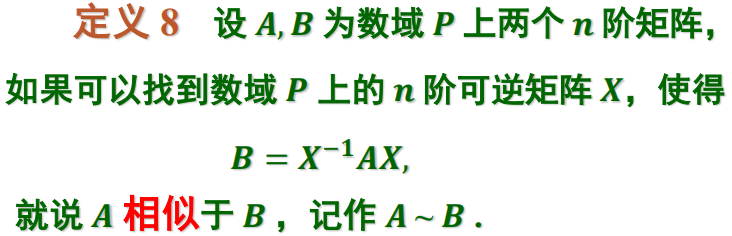 定义 8 设 A, B 为数域 P 上两个 n 阶矩阵，
如果可以找到数域 P 上的 n 阶可逆矩阵 X，使得
B = X⁻¹AX,
就说 A 相似于 B ，记作 A ~ B .